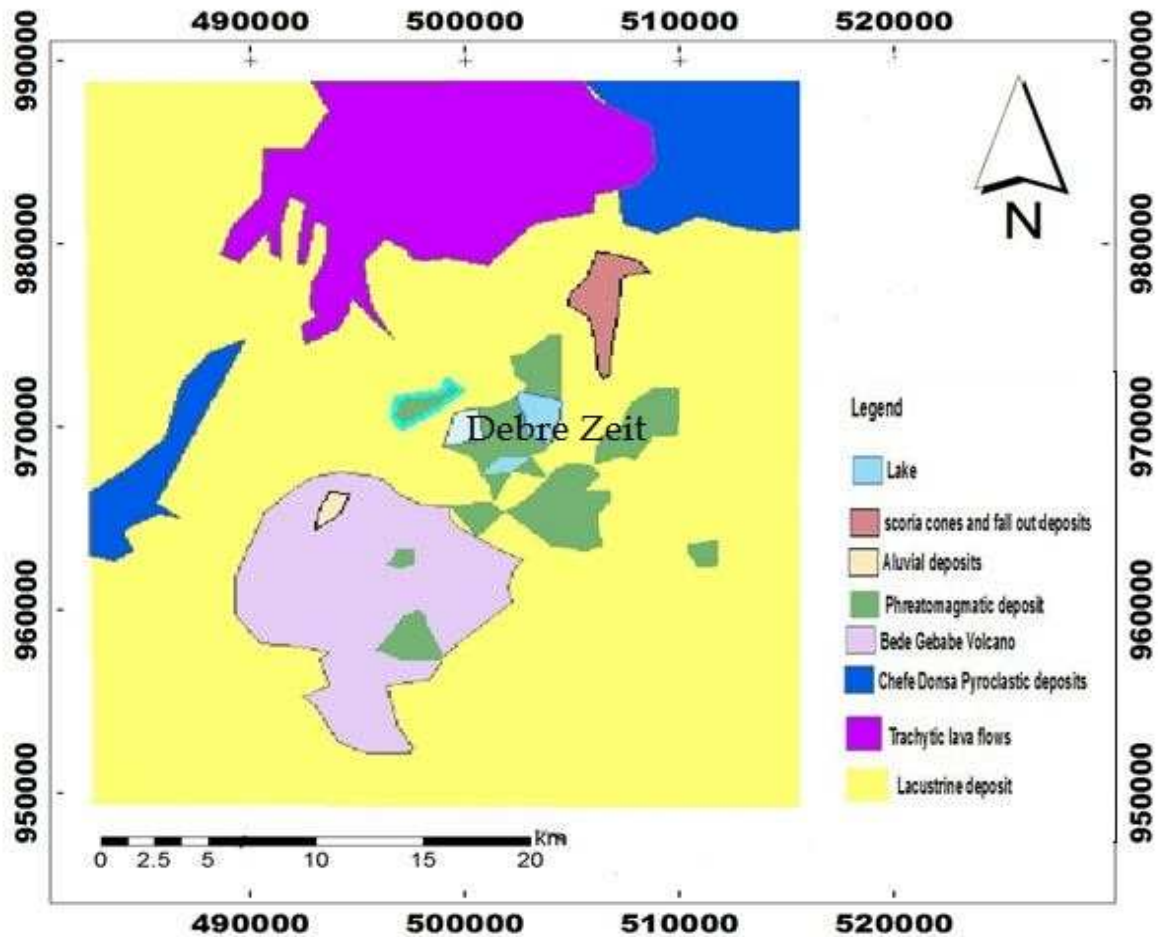 490000 500000 510000 520000
990000 990000
980000 980000
970000 970000
960000 960000
950000 950000
N
Debre Zeit
Legend
Lake
scoria cones and fall out deposits
Aluvial deposits
Phreatomagmatic deposit
Bede Gebabe Volcano
Chefe Donsa Pyroclastic deposits
Trachytic lava flows
Lacustrine deposit
km
0 2.5 5 10 15 20
490000 500000 510000 520000